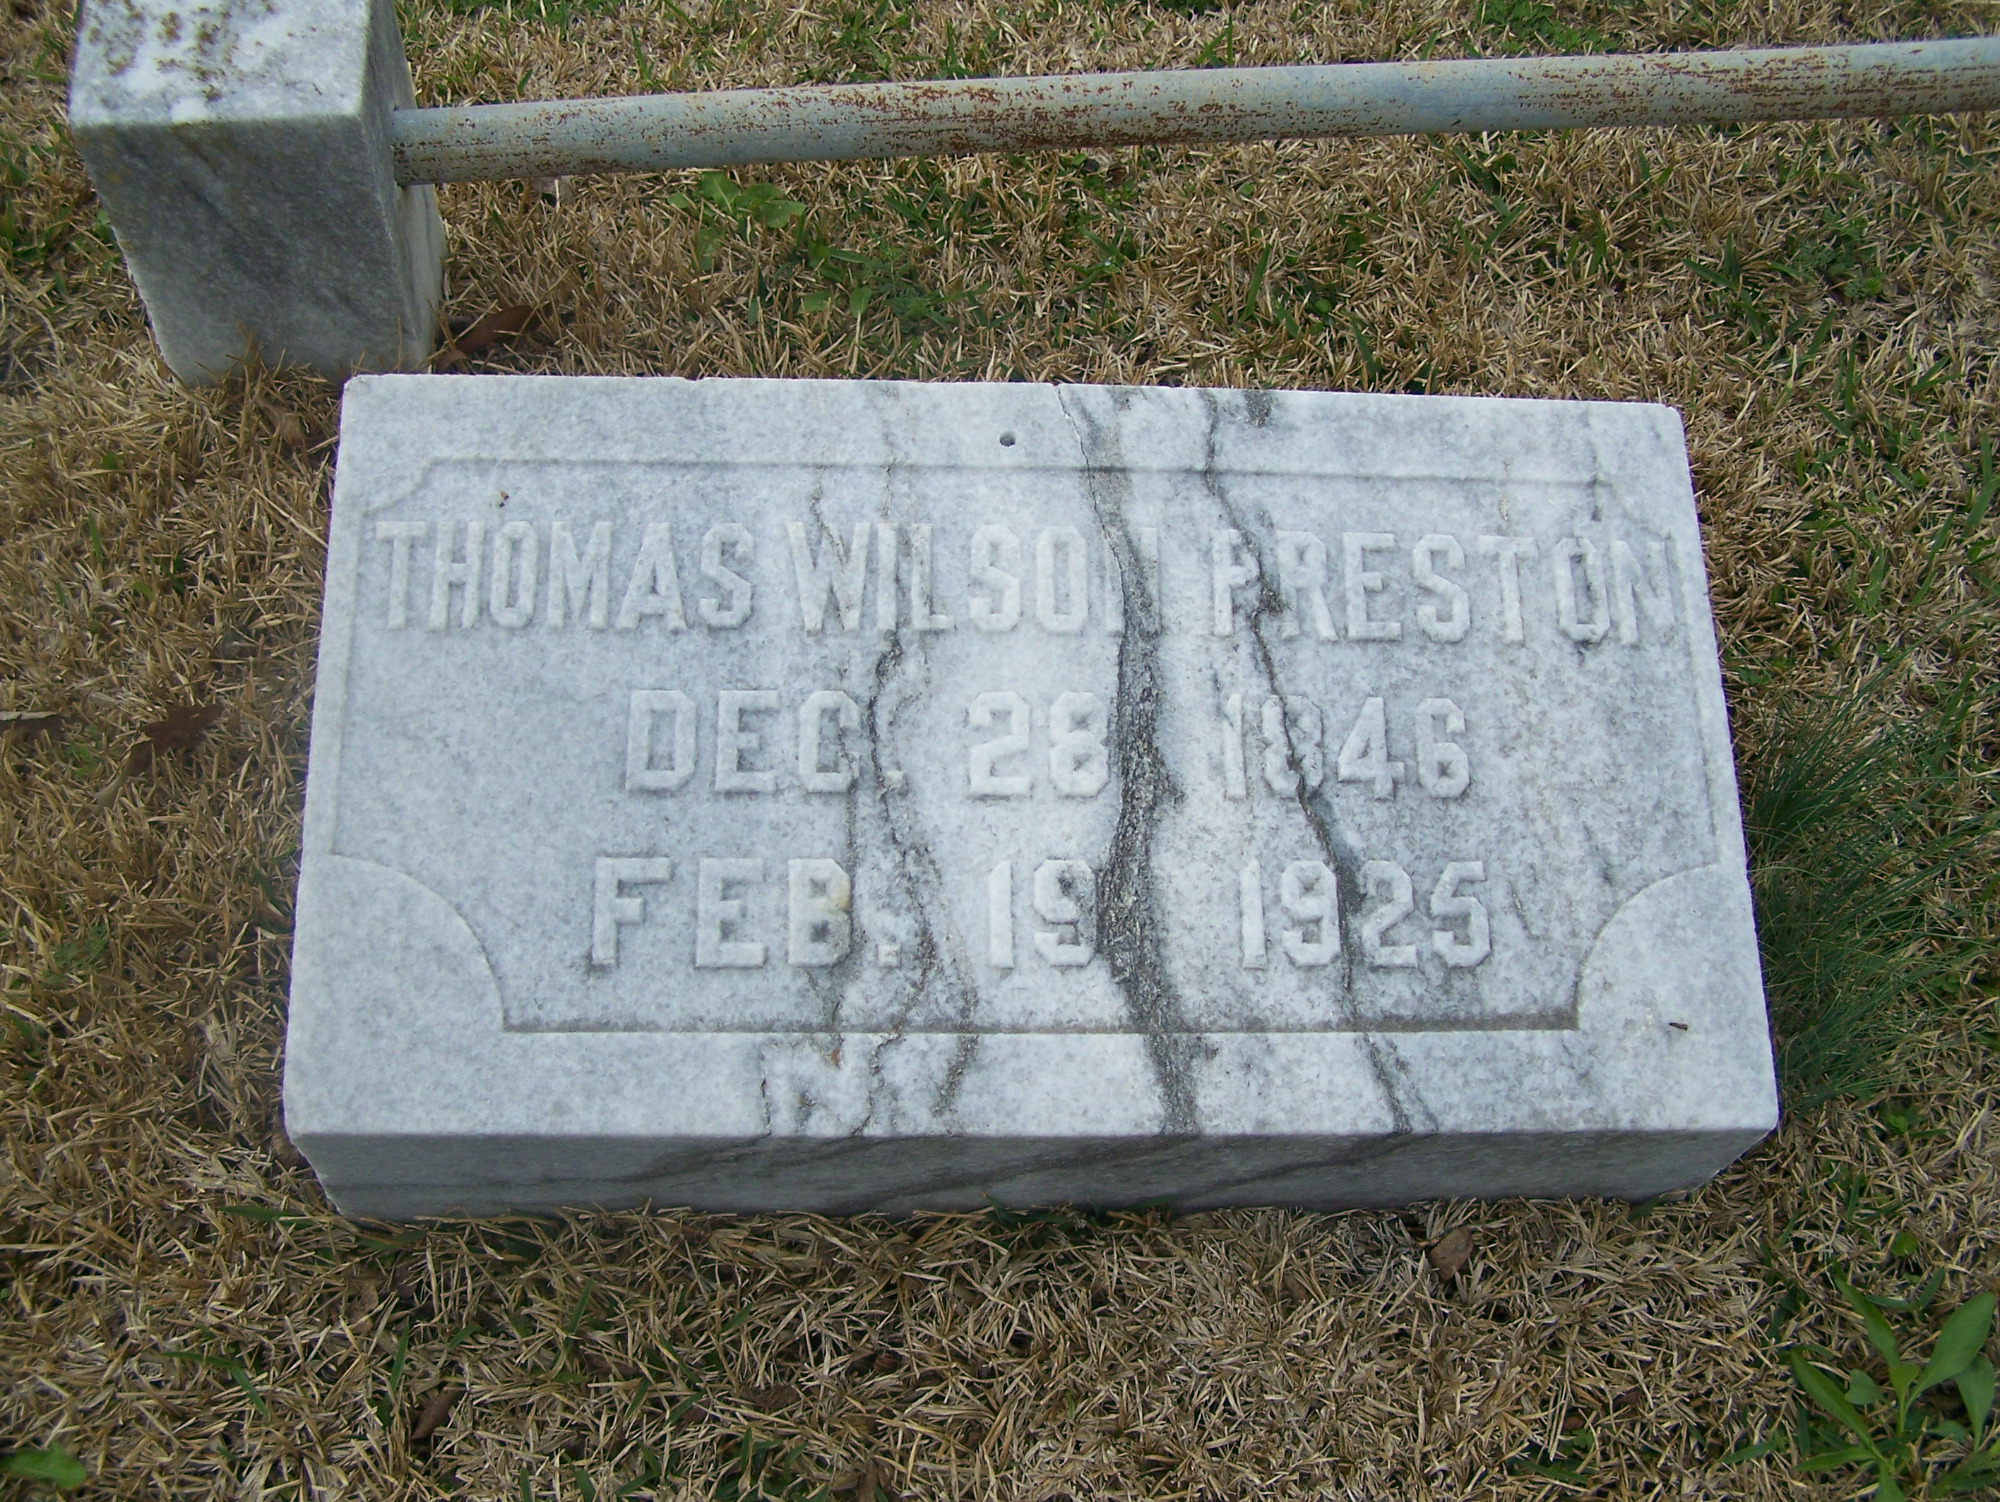 THOMAS WILSON PRESTON
DEC. 28 1846
FEB. 19 1925